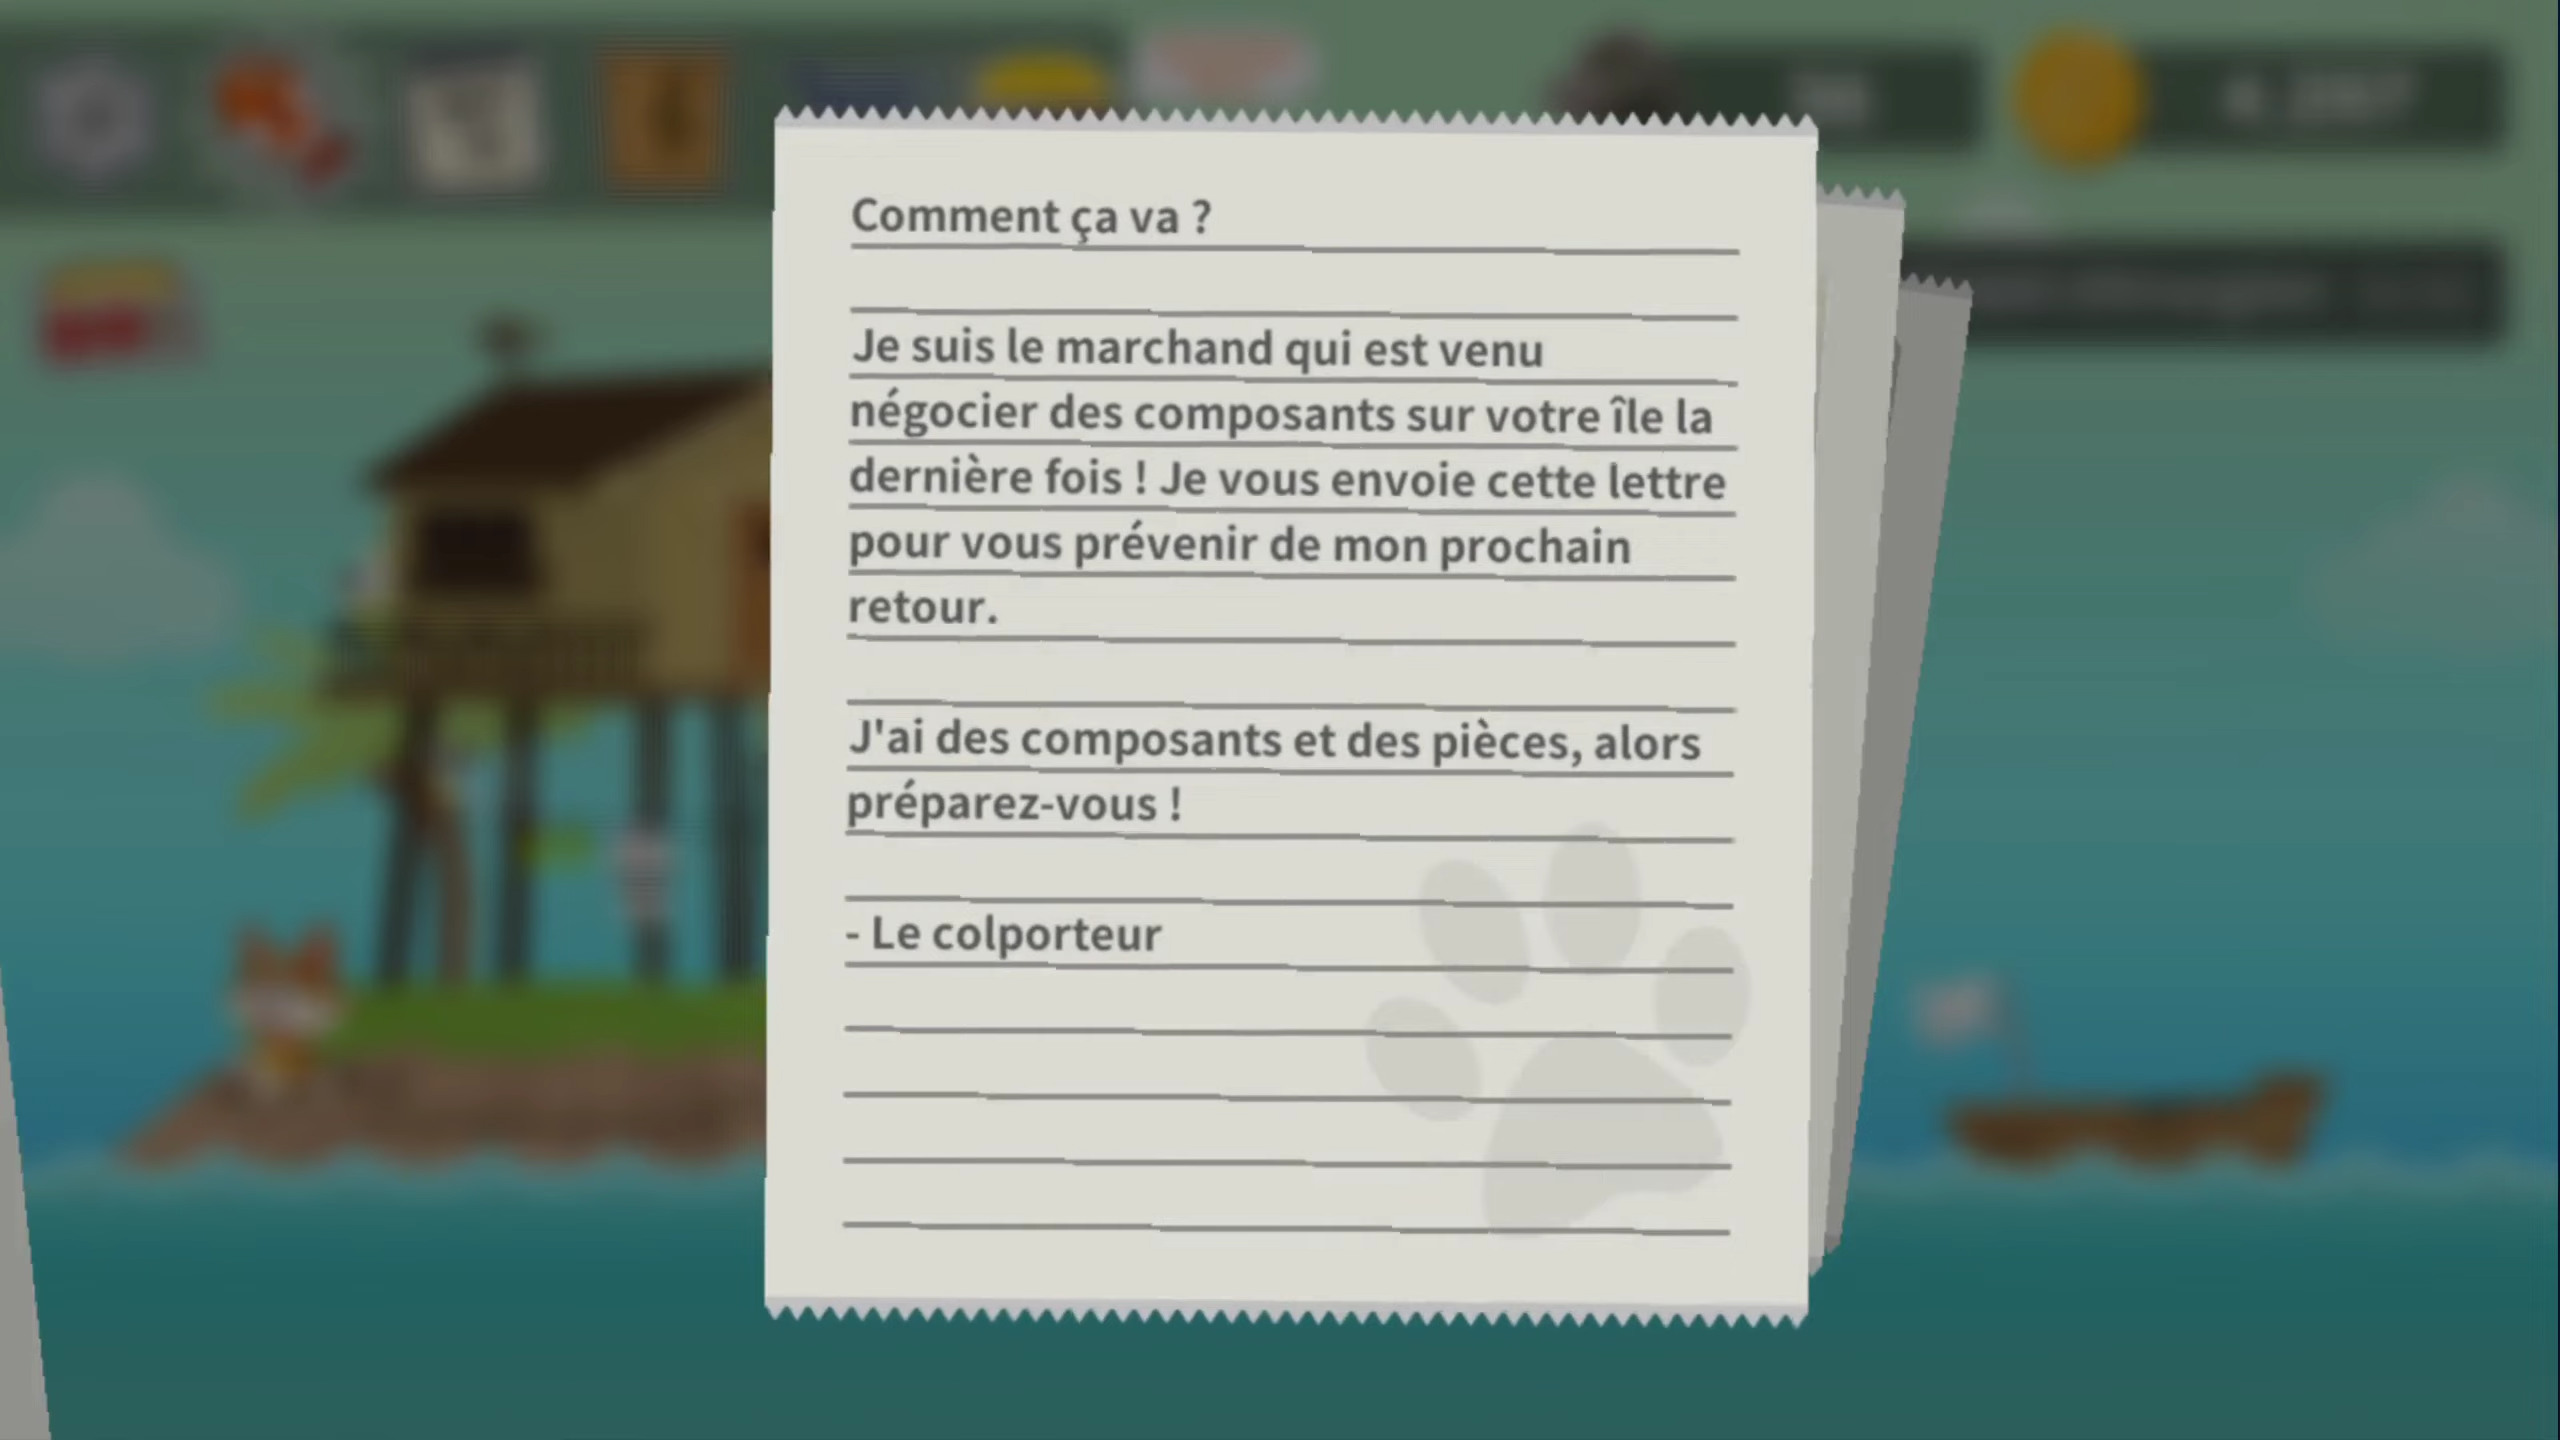 Comment ça va ?
Je suis le marchand qui est venu
négocier des composants sur votre île la
dernière fois ! Je vous envoie cette lettre
pour vous prévenir de mon prochain
retour.
J'ai des composants et des pièces, alors
préparez-vous !
- Le colporteur